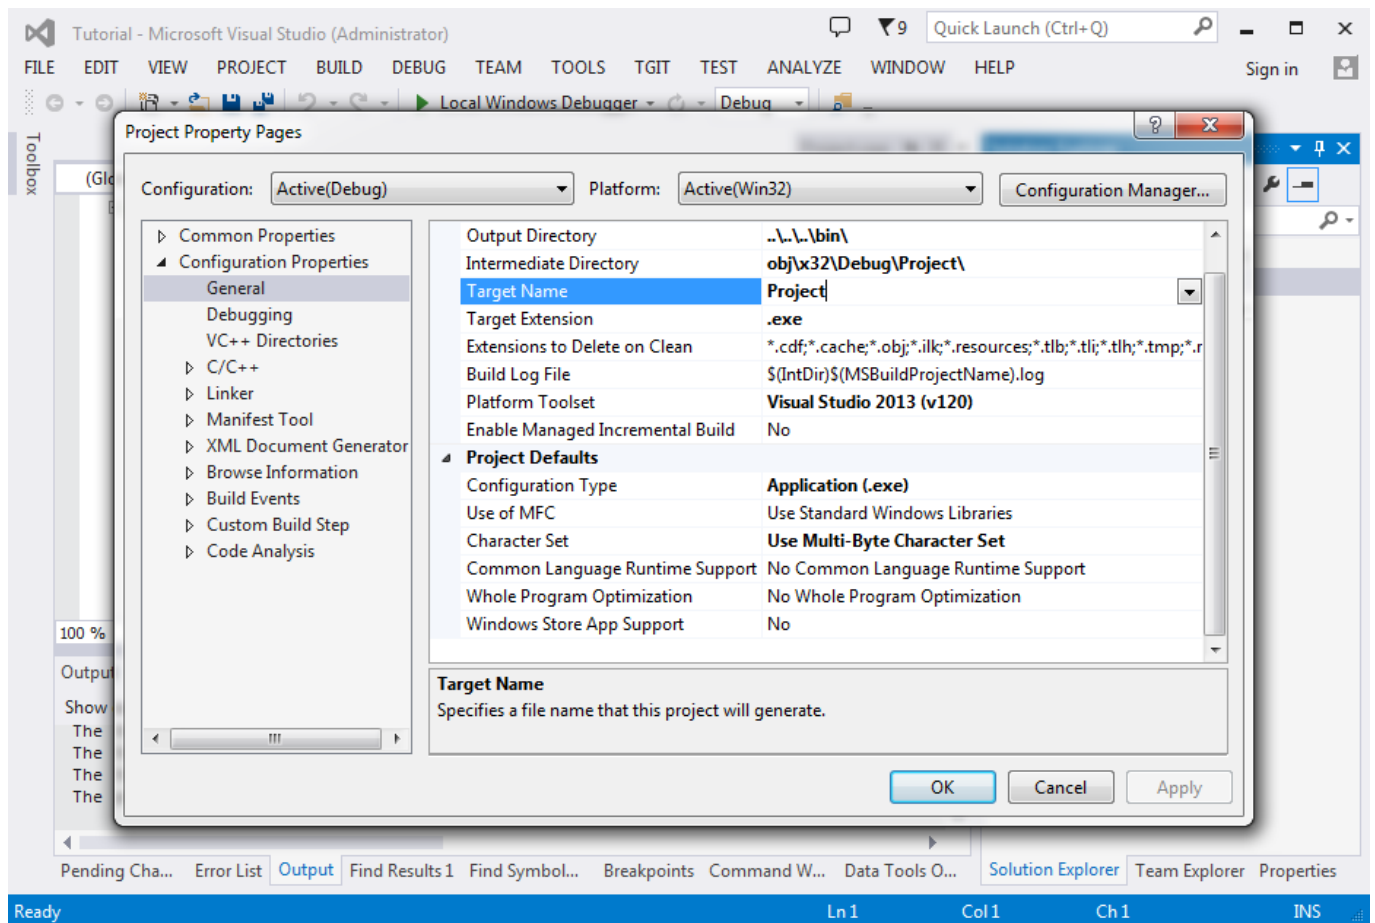 Tutorial - Microsoft Visual Studio (Administrator)
9
Quick Launch (Ctrl+Q)
FILE EDIT VIEW PROJECT BUILD DEBUG TEAM TOOLS TGIT TEST ANALYZE WINDOW HELP
Sign in
Local Windows Debugger
Debug
Toolbox
Project Property Pages
(Glo
Configuration: Active(Debug)
Platform: Active(Win32)
Configuration Manager...
Common Properties
Configuration Properties
General
Debugging
VC++ Directories
C/C++
Linker
Manifest Tool
XML Document Generator
Browse Information
Build Events
Custom Build Step
Code Analysis
Output Directory ..\..\..\bin\
Intermediate Directory obj\x32\Debug\Project\
Target Name Project
Target Extension .exe
Extensions to Delete on Clean *.cdf;*.cache;*.obj;*.ilk;*.resources;*.tlb;*.tli;*.tlh;*.tmp;*.r
Build Log File $(IntDir)$(MSBuildProjectName).log
Platform Toolset Visual Studio 2013 (v120)
Enable Managed Incremental Build No
Project Defaults
Configuration Type Application (.exe)
Use of MFC Use Standard Windows Libraries
Character Set Use Multi-Byte Character Set
Common Language Runtime Support No Common Language Runtime Support
Whole Program Optimization No Whole Program Optimization
Windows Store App Support No
Target Name
Specifies a file name that this project will generate.
OK Cancel Apply
100 %
Output
Show
The
The
The
The
Pending Cha... Error List Output Find Results 1 Find Symbol... Breakpoints Command W... Data Tools O... Solution Explorer Team Explorer Properties
Ready Ln 1 Col 1 Ch 1 INS